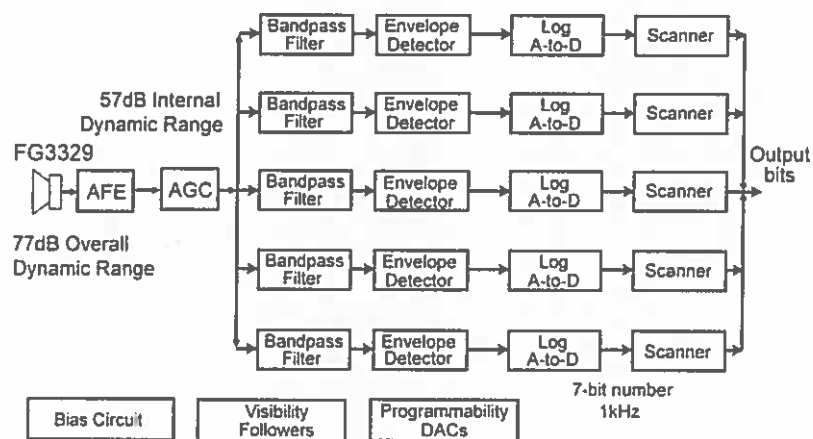 Bandpass Filter
Envelope Detector
Log A-to-D
Scanner
57dB Internal
Dynamic Range
Bandpass Filter
Envelope Detector
Log A-to-D
Scanner
FG3329
AFE
AGC
Bandpass Filter
Envelope Detector
Log A-to-D
Scanner
Output
bits
77dB Overall
Dynamic Range
Bandpass Filter
Envelope Detector
Log A-to-D
Scanner
Bandpass Filter
Envelope Detector
Log A-to-D
Scanner
7-bit number
1kHz
Bias Circuit
Visibility
Followers
Programmability
DACs